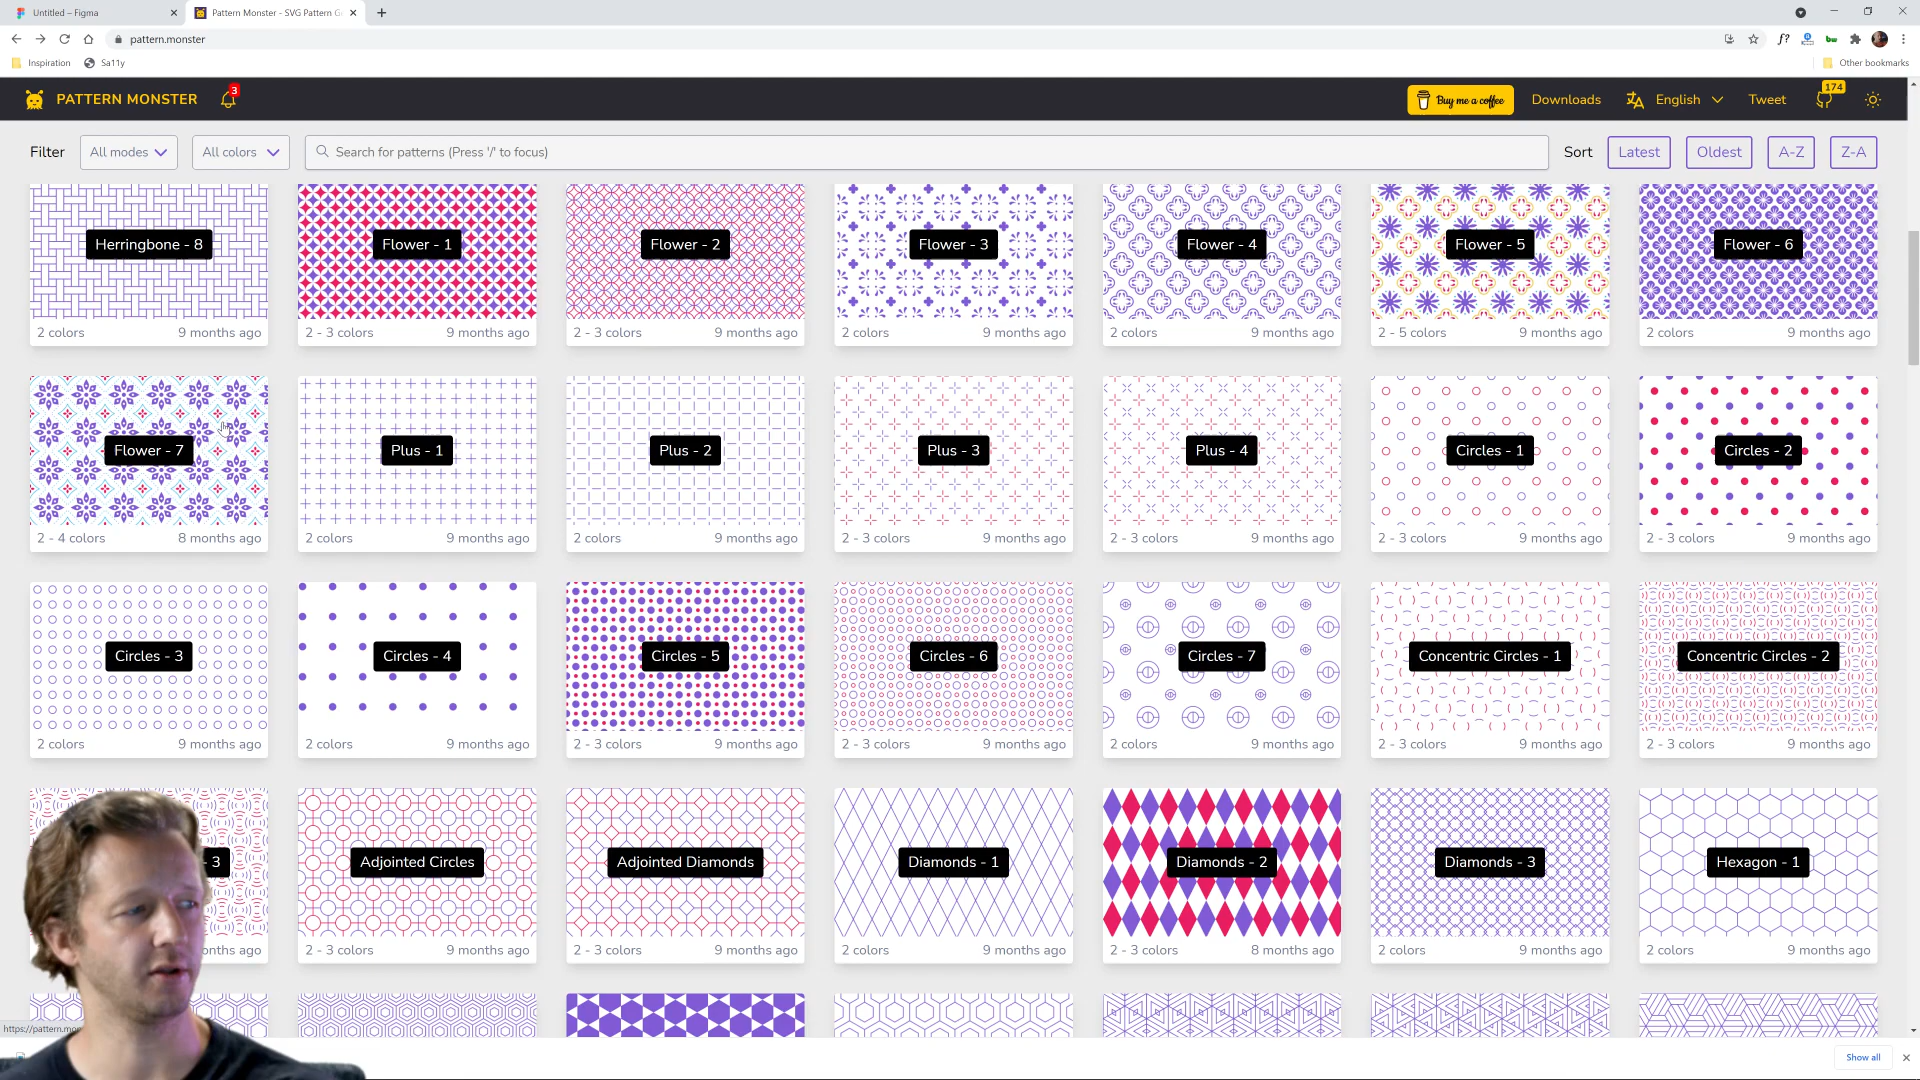 Untitled – Figma
Pattern Monster - SVG Pattern Ge
pattern.monster
Inspiration
Sa11y
Other bookmarks
PATTERN MONSTER
3
Buy me a coffee
Downloads
English
Tweet
174
Filter
All modes
All colors
Search for patterns (Press '/' to focus)
Sort
Latest
Oldest
A-Z
Z-A
Herringbone - 8
Flower - 1
Flower - 2
Flower - 3
Flower - 4
Flower - 5
Flower - 6
2 colors 9 months ago
2 - 3 colors 9 months ago
2 - 3 colors 9 months ago
2 colors 9 months ago
2 colors 9 months ago
2 - 5 colors 9 months ago
2 colors 9 months ago
Flower - 7
Plus - 1
Plus - 2
Plus - 3
Plus - 4
Circles - 1
Circles - 2
2 - 4 colors 8 months ago
2 colors 9 months ago
2 colors 9 months ago
2 - 3 colors 9 months ago
2 - 3 colors 9 months ago
2 - 3 colors 9 months ago
2 - 3 colors 9 months ago
Circles - 3
Circles - 4
Circles - 5
Circles - 6
Circles - 7
Concentric Circles - 1
Concentric Circles - 2
2 colors 9 months ago
2 colors 9 months ago
2 - 3 colors 9 months ago
2 - 3 colors 9 months ago
2 colors 9 months ago
2 - 3 colors 9 months ago
2 - 3 colors 9 months ago
- 3
Adjointed Circles
Adjointed Diamonds
Diamonds - 1
Diamonds - 2
Diamonds - 3
Hexagon - 1
onths ago
2 - 3 colors 9 months ago
2 - 3 colors 9 months ago
2 colors 9 months ago
2 - 3 colors 8 months ago
2 colors 9 months ago
2 colors 9 months ago
https://pattern.mon
Show all